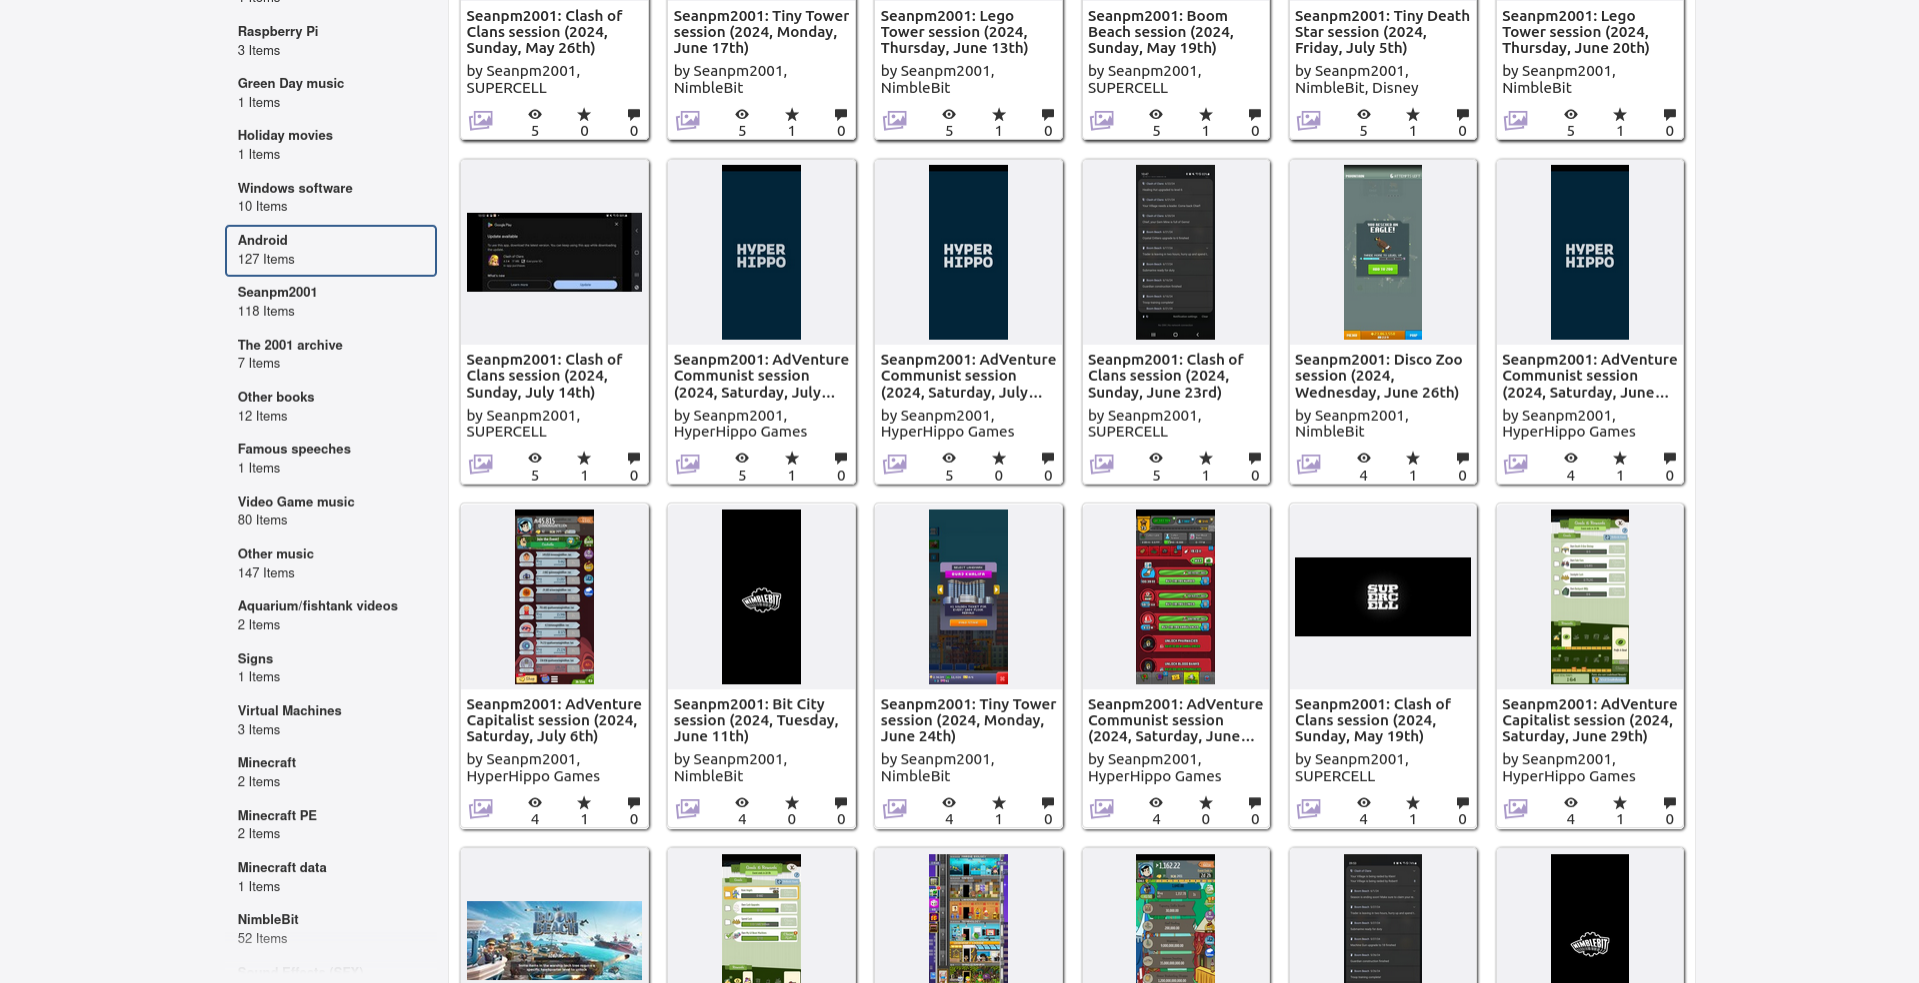 Raspberry Pi
3 Items
Green Day music
1 Items
Holiday movies
1 Items
Windows software
10 Items
Android
127 Items
Seanpm2001
118 Items
The 2001 archive
7 Items
Other books
12 Items
Famous speeches
1 Items
Video Game music
80 Items
Other music
147 Items
Aquarium/fishtank videos
2 Items
Signs
1 Items
Virtual Machines
3 Items
Minecraft
2 Items
Minecraft PE
2 Items
Minecraft data
1 Items
NimbleBit
52 Items
Seanpm2001: Clash of
Clans session (2024,
Sunday, May 26th)
by Seanpm2001,
SUPERCELL
5 0 0
Seanpm2001: Tiny Tower
session (2024, Monday,
June 17th)
by Seanpm2001,
NimbleBit
5 1 0
Seanpm2001: Lego
Tower session (2024,
Thursday, June 13th)
by Seanpm2001,
NimbleBit
5 1 0
Seanpm2001: Boom
Beach session (2024,
Sunday, May 19th)
by Seanpm2001,
SUPERCELL
5 1 0
Seanpm2001: Tiny Death
Star session (2024,
Friday, July 5th)
by Seanpm2001,
NimbleBit, Disney
5 1 0
Seanpm2001: Lego
Tower session (2024,
Thursday, June 20th)
by Seanpm2001,
NimbleBit
5 1 0
Google Play
Update available
Clash of Clans
Update
Seanpm2001: Clash of
Clans session (2024,
Sunday, July 14th)
by Seanpm2001,
SUPERCELL
5 1 0
HYPER
HIPPO
Seanpm2001: AdVenture
Communist session
(2024, Saturday, July...
by Seanpm2001,
HyperHippo Games
5 1 0
HYPER
HIPPO
Seanpm2001: AdVenture
Communist session
(2024, Saturday, July...
by Seanpm2001,
HyperHippo Games
5 0 0
Seanpm2001: Clash of
Clans session (2024,
Sunday, June 23rd)
by Seanpm2001,
SUPERCELL
5 1 0
EAGLE!
Seanpm2001: Disco Zoo
session (2024,
Wednesday, June 26th)
by Seanpm2001,
NimbleBit
4 1 0
HYPER
HIPPO
Seanpm2001: AdVenture
Communist session
(2024, Saturday, June...
by Seanpm2001,
HyperHippo Games
4 1 0
Seanpm2001: AdVenture
Capitalist session (2024,
Saturday, July 6th)
by Seanpm2001,
HyperHippo Games
4 1 0
NIMBLEBIT
Seanpm2001: Bit City
session (2024, Tuesday,
June 11th)
by Seanpm2001,
NimbleBit
4 0 0
Seanpm2001: Tiny Tower
session (2024, Monday,
June 24th)
by Seanpm2001,
NimbleBit
4 1 0
Seanpm2001: AdVenture
Communist session
(2024, Saturday, June...
by Seanpm2001,
HyperHippo Games
4 0 0
SUP
ERC
ELL
Seanpm2001: Clash of
Clans session (2024,
Sunday, May 19th)
by Seanpm2001,
SUPERCELL
4 1 0
Seanpm2001: AdVenture
Capitalist session (2024,
Saturday, June 29th)
by Seanpm2001,
HyperHippo Games
4 1 0
BOOM
BEACH
NIMBLEBIT